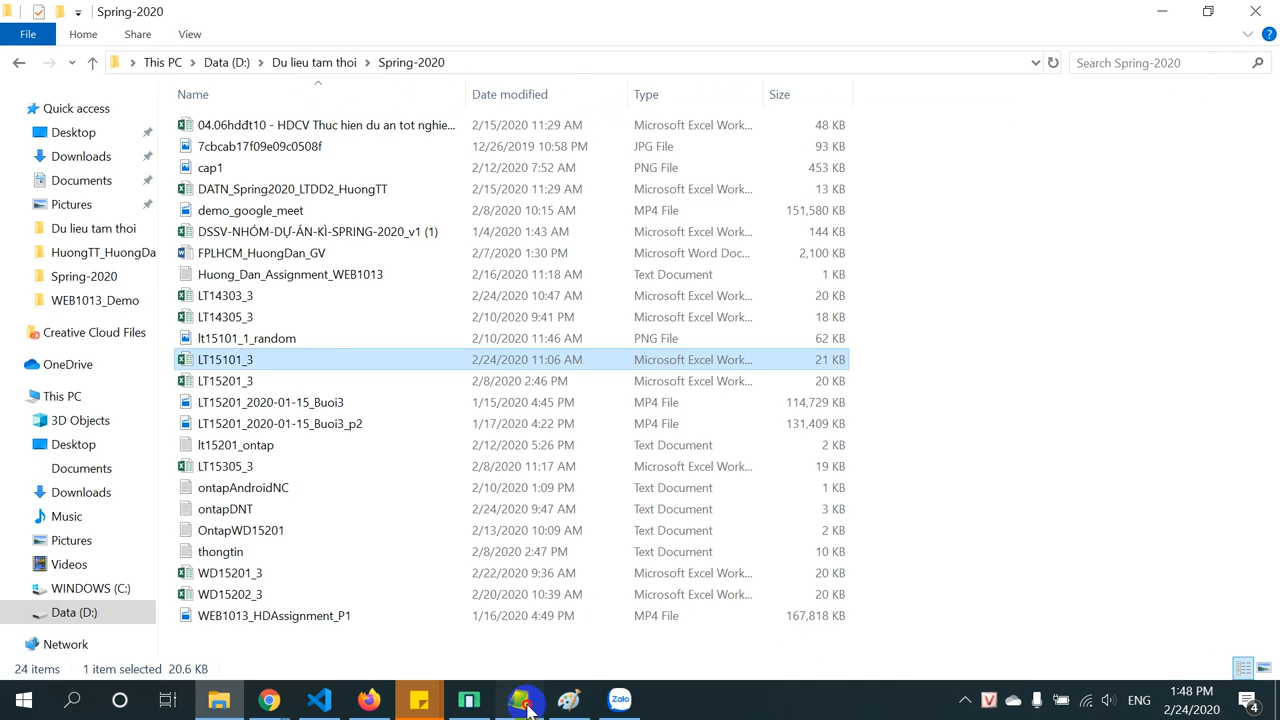 Spring-2020
File
Home
Share
View
This PC
Data (D:)
Du lieu tam thoi
Spring-2020
Search Spring-2020
Name
Date modified
Type
Size
Quick access
Desktop
Downloads
Documents
Pictures
Du lieu tam thoi
HuongTT_HuongDa
Spring-2020
WEB1013_Demo
Creative Cloud Files
OneDrive
This PC
3D Objects
Desktop
Documents
Downloads
Music
Pictures
Videos
WINDOWS (C:)
Data (D:)
Network
04.06hdđt10 - HDCV Thuc hien du an tot nghie... 2/15/2020 11:29 AM Microsoft Excel Work... 48 KB
7cbcab17f09e09c0508f 12/26/2019 10:58 PM JPG File 93 KB
cap1 2/12/2020 7:52 AM PNG File 453 KB
DATN_Spring2020_LTDD2_HuongTT 2/15/2020 11:29 AM Microsoft Excel Work... 13 KB
demo_google_meet 2/8/2020 10:15 AM MP4 File 151,580 KB
DSSV-NHÓM-DỰ-ÁN-KÌ-SPRING-2020_v1 (1) 1/4/2020 1:43 AM Microsoft Excel Work... 144 KB
FPLHCM_HuongDan_GV 2/7/2020 1:30 PM Microsoft Word Doc... 2,100 KB
Huong_Dan_Assignment_WEB1013 2/16/2020 11:18 AM Text Document 1 KB
LT14303_3 2/24/2020 10:47 AM Microsoft Excel Work... 20 KB
LT14305_3 2/10/2020 9:41 PM Microsoft Excel Work... 18 KB
lt15101_1_random 2/10/2020 11:46 AM PNG File 62 KB
LT15101_3 2/24/2020 11:06 AM Microsoft Excel Work... 21 KB
LT15201_3 2/8/2020 2:46 PM Microsoft Excel Work... 20 KB
LT15201_2020-01-15_Buoi3 1/15/2020 4:45 PM MP4 File 114,729 KB
LT15201_2020-01-15_Buoi3_p2 1/17/2020 4:22 PM MP4 File 131,409 KB
lt15201_ontap 2/12/2020 5:26 PM Text Document 2 KB
LT15305_3 2/8/2020 11:17 AM Microsoft Excel Work... 19 KB
ontapAndroidNC 2/10/2020 1:09 PM Text Document 1 KB
ontapDNT 2/24/2020 9:47 AM Text Document 3 KB
OntapWD15201 2/13/2020 10:09 AM Text Document 2 KB
thongtin 2/8/2020 2:47 PM Text Document 10 KB
WD15201_3 2/22/2020 9:36 AM Microsoft Excel Work... 20 KB
WD15202_3 2/20/2020 10:39 AM Microsoft Excel Work... 20 KB
WEB1013_HDAssignment_P1 1/16/2020 4:49 PM MP4 File 167,818 KB
24 items 1 item selected 20.6 KB
Zalo
ENG
1:48 PM
2/24/2020
4